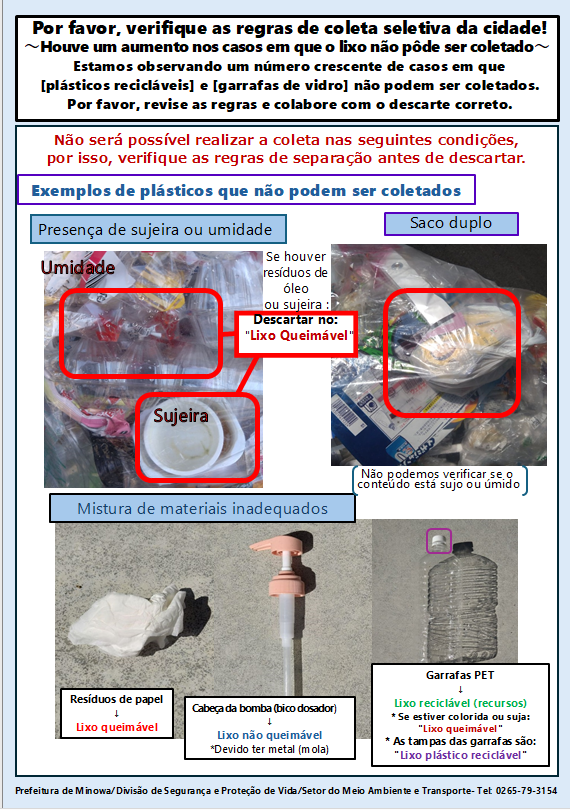 Por favor, verifique as regras de coleta seletiva da cidade!
～Houve um aumento nos casos em que o lixo não pôde ser coletado～
Estamos observando um número crescente de casos em que
[plásticos recicláveis] e [garrafas de vidro] não podem ser coletados.
Por favor, revise as regras e colabore com o descarte correto.
Não será possível realizar a coleta nas seguintes condições,
por isso, verifique as regras de separação antes de descartar.
Exemplos de plásticos que não podem ser coletados
Presença de sujeira ou umidade
Umidade
Sujeira
Se houver
resíduos de
óleo
ou sujeira :
Descartar no:
"Lixo Queimável"
Saco duplo
Não podemos verificar se o
conteúdo está sujo ou úmido
Mistura de materiais inadequados
Resíduos de papel
↓
Lixo queimável
Cabeça da bomba (bico dosador)
↓
Lixo não queimável
*Devido ter metal (mola)
Garrafas PET
↓
Lixo reciclável (recursos)
* Se estiver colorida ou suja:
"Lixo queimável"
* As tampas das garrafas são:
"Lixo plástico reciclável"
Prefeitura de Minowa/Divisão de Segurança e Proteção de Vida/Setor do Meio Ambiente e Transporte- Tel: 0265-79-3154